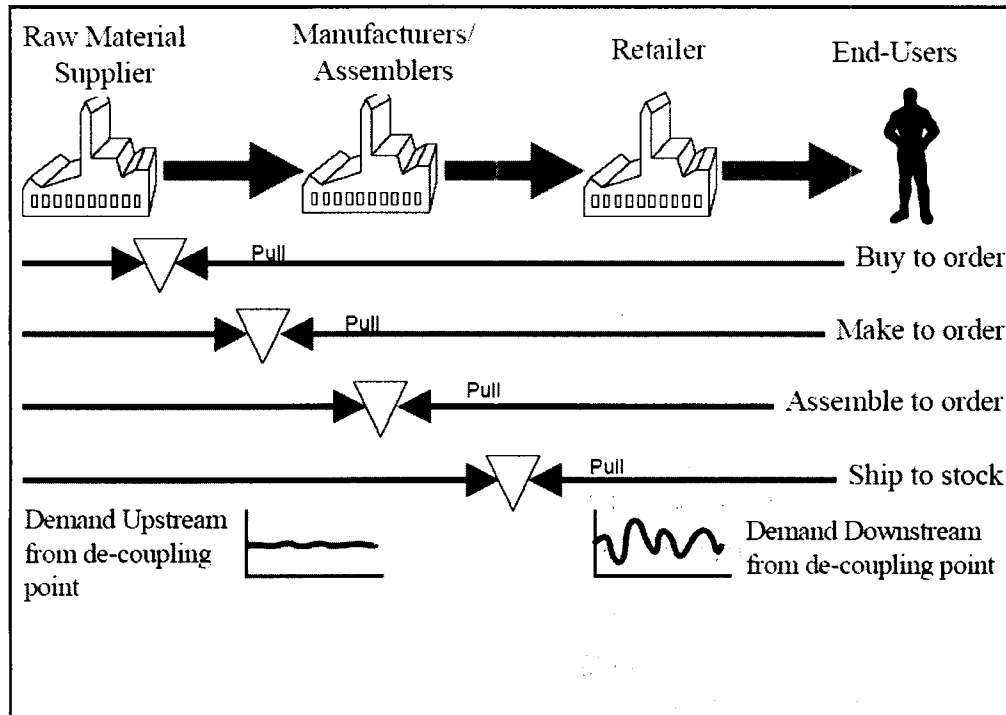 Raw Material
Supplier
Manufacturers/
Assemblers
Retailer
End-Users
Pull
Buy to order
Pull
Make to order
Pull
Assemble to order
Pull
Ship to stock
Demand Upstream
from de-coupling
point
Demand Downstream
from de-coupling point